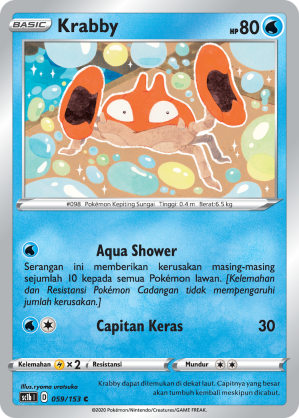 BASIC Krabby HP 80
#098 Pokémon Kepiting Sungai Tinggi: 0.4 m Berat: 6.5 kg
Aqua Shower
Serangan ini memberikan kerusakan masing-masing
sejumlah 10 kepada semua Pokémon lawan. [Kelemahan
dan Resistansi Pokémon Cadangan tidak mempengaruhi
jumlah kerusakan.]
Capitan Keras 30
Kelemahan ×2 Resistansi Mundur
Illus. ryoma uratsuka
sc1b I D 059/153 C
Krabby dapat ditemukan di dekat laut. Capitnya yang besar
akan tumbuh kembali meskipun dicabut.
©2020 Pokémon/Nintendo/Creatures/GAME FREAK.